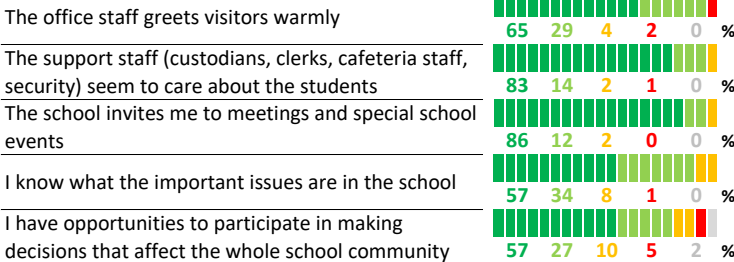 The office staff greets visitors warmly
65 29 4 2 0 %
The support staff (custodians, clerks, cafeteria staff,
security) seem to care about the students
83 14 2 1 0 %
The school invites me to meetings and special school
events
86 12 2 0 0 %
I know what the important issues are in the school
57 34 8 1 0 %
I have opportunities to participate in making
decisions that affect the whole school community
57 27 10 5 2 %